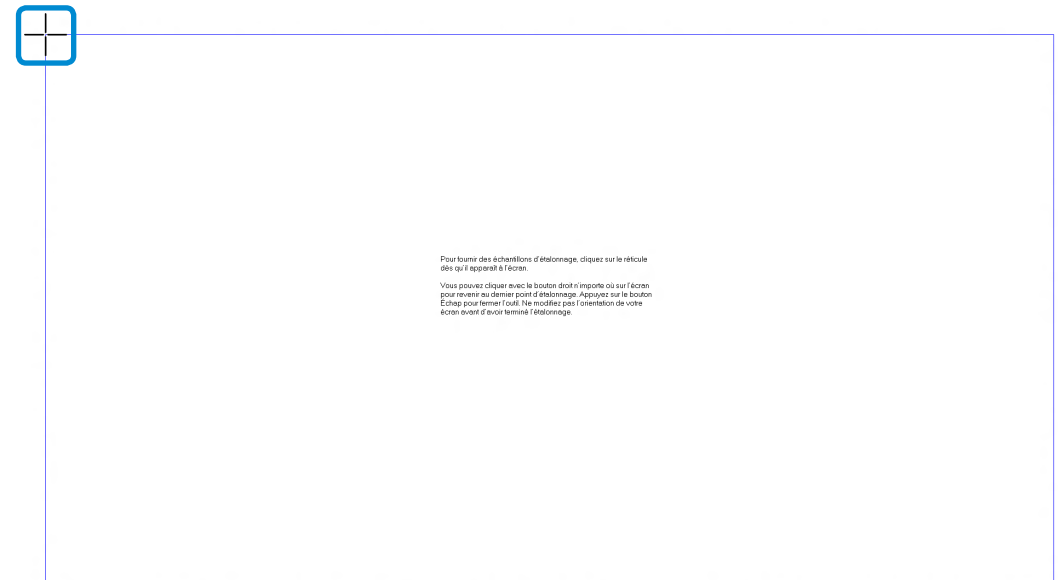 Pour fournir des échantillons d'étalonnage, cliquez sur le réticule
dès qu'il apparaît à l'écran.
Vous pouvez cliquer avec le bouton droit n'importe où sur l'écran
pour revenir au dernier point d'étalonnage. Appuyez sur le bouton
Échap pour fermer l'outil. Ne modifiez pas l'orientation de votre
écran avant d'avoir terminé l'étalonnage.